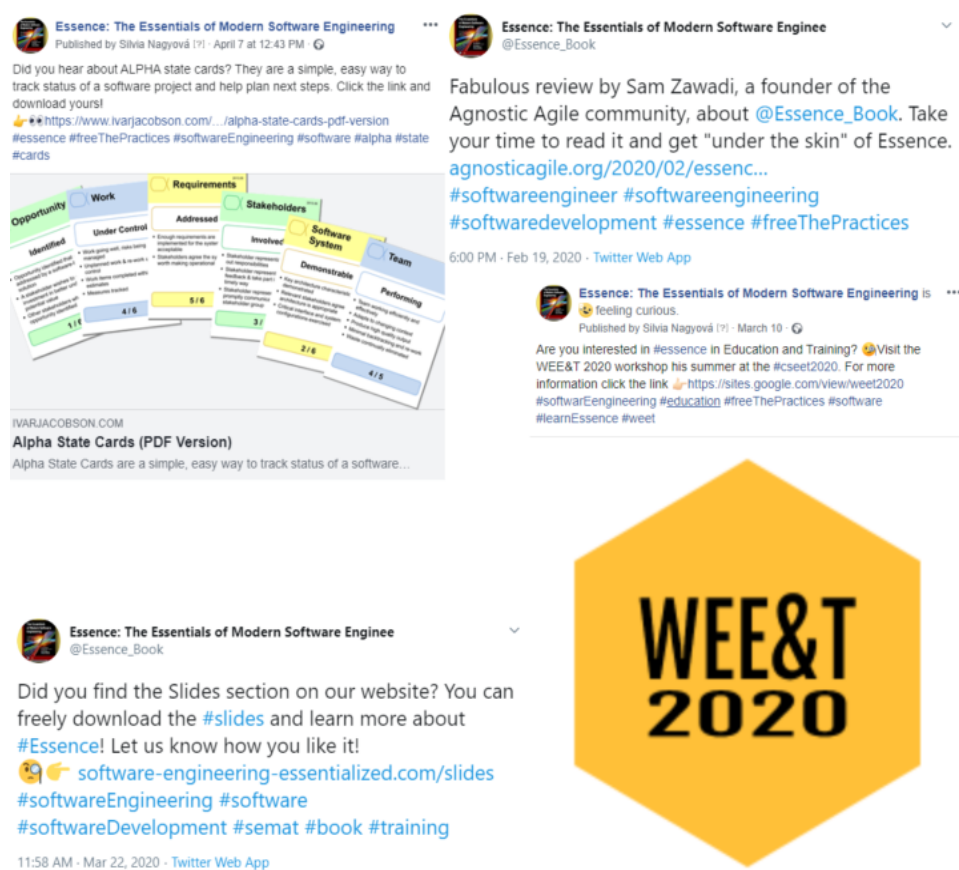 Essence: The Essentials of Modern Software Engineering
Published by Silvia Nagyová [?] · April 7 at 12:43 PM ·
Did you hear about ALPHA state cards? They are a simple, easy way to
track status of a software project and help plan next steps. Click the link and
download yours!
👉👀https://www.ivarjacobson.com/.../alpha-state-cards-pdf-version
#essence #freeThePractices #softwareEngineering #software #alpha #state
#cards
Opportunity
Identified
1/6
Work
Under Control
4/6
Requirements
Addressed
5/6
Stakeholders
Involved
3/
Software
System
Demonstrable
2/6
Team
Performing
4/5
IVARJACOBSON.COM
Alpha State Cards (PDF Version)
Alpha State Cards are a simple, easy way to track status of a software...
Essence: The Essentials of Modern Software Enginee
@Essence_Book
Fabulous review by Sam Zawadi, a founder of the
Agnostic Agile community, about @Essence_Book. Take
your time to read it and get "under the skin" of Essence.
agnosticagile.org/2020/02/essenc...
#softwareengineer #softwareengineering
#softwaredevelopment #essence #freeThePractices
6:00 PM · Feb 19, 2020 · Twitter Web App
Essence: The Essentials of Modern Software Engineering is
🤨 feeling curious.
Published by Silvia Nagyová [?] · March 10 ·
Are you interested in #essence in Education and Training? 🧐Visit the
WEE&T 2020 workshop his summer at the #cseet2020. For more
information click the link 👉https://sites.google.com/view/weet2020
#softwarEengineering #education #freeThePractices #software
#learnEssence #weet
WEE&T
2020
Essence: The Essentials of Modern Software Enginee
@Essence_Book
Did you find the Slides section on our website? You can
freely download the #slides and learn more about
#Essence! Let us know how you like it!
🧐👉 software-engineering-essentialized.com/slides
#softwareEngineering #software
#softwareDevelopment #semat #book #training
11:58 AM · Mar 22, 2020 · Twitter Web App